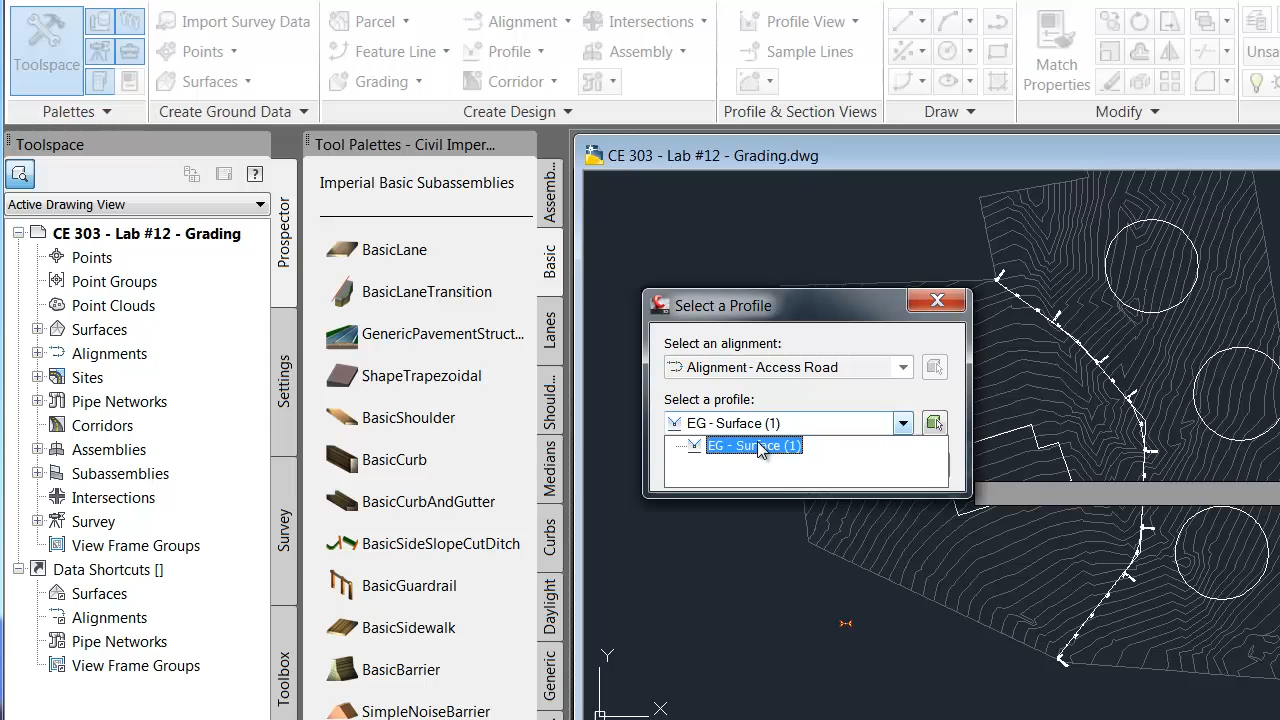 Toolspace
Import Survey Data
Points
Surfaces
Parcel
Feature Line
Grading
Alignment
Profile
Corridor
Intersections
Assembly
Profile View
Sample Lines
Match
Properties
Unsa
Palettes
Create Ground Data
Create Design
Profile & Section Views
Draw
Modify
Toolspace
Active Drawing View
CE 303 - Lab #12 - Grading
Points
Point Groups
Point Clouds
Surfaces
Alignments
Sites
Pipe Networks
Corridors
Assemblies
Subassemblies
Intersections
Survey
View Frame Groups
Data Shortcuts []
Surfaces
Alignments
Pipe Networks
View Frame Groups
Prospector
Settings
Survey
Toolbox
Tool Palettes - Civil Imper...
Imperial Basic Subassemblies
BasicLane
BasicLaneTransition
GenericPavementStruct...
ShapeTrapezoidal
BasicShoulder
BasicCurb
BasicCurbAndGutter
BasicSideSlopeCutDitch
BasicGuardrail
BasicSidewalk
BasicBarrier
SimpleNoiseBarrier
Assemb...
Basic
Lanes
Should...
Medians
Curbs
Daylight
Generic
CE 303 - Lab #12 - Grading.dwg
Select a Profile
Select an alignment:
Alignment - Access Road
Select a profile:
EG - Surface (1)
EG - Surface (1)
Y
X